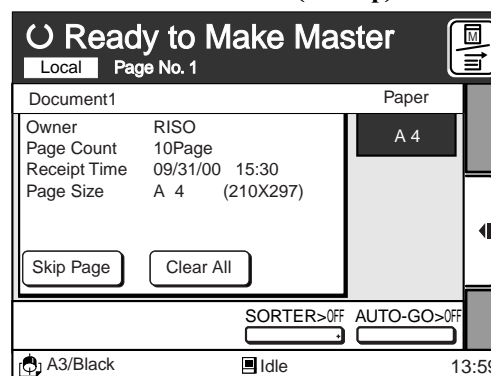 Ready to Make Master
Local Page No. 1
Document1 Paper
Owner RISO A 4
Page Count 10Page
Receipt Time 09/31/00 15:30
Page Size A 4 (210X297)
Skip Page Clear All
SORTER>OFF AUTO-GO>OFF
A3/Black Idle 13:59